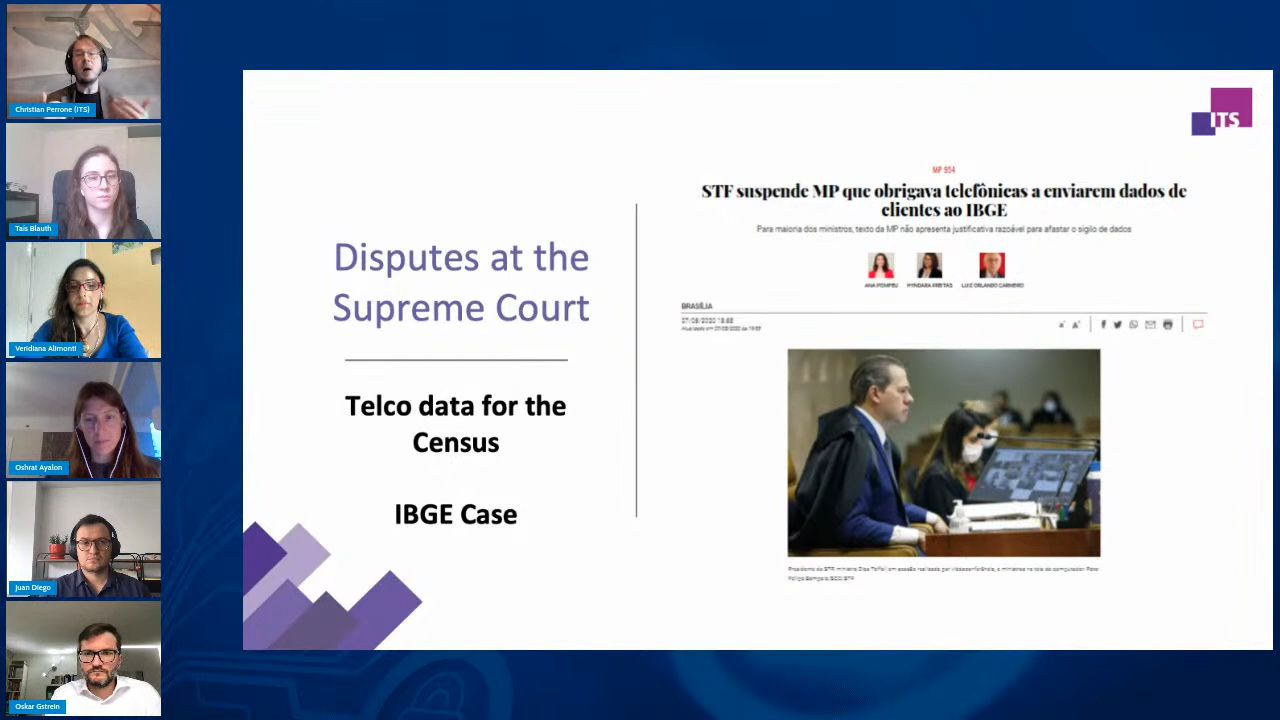 Christian Perrone (ITS)
Taís Blauth
Veridiana Alimonti
Oshrat Ayalon
Juan Diego
Oskar Gstrein
ITS
Disputes at the
Supreme Court
Telco data for the
Census
IBGE Case
MP 954
STF suspende MP que obrigava telefônicas a enviarem dados de
clientes ao IBGE
Para maioria dos ministros, texto da MP não apresenta justificativa razoável para afastar o sigilo de dados
ANA POMPEU
HYNDARA FREITAS
LUIZ ORLANDO CARNEIRO
BRASÍLIA